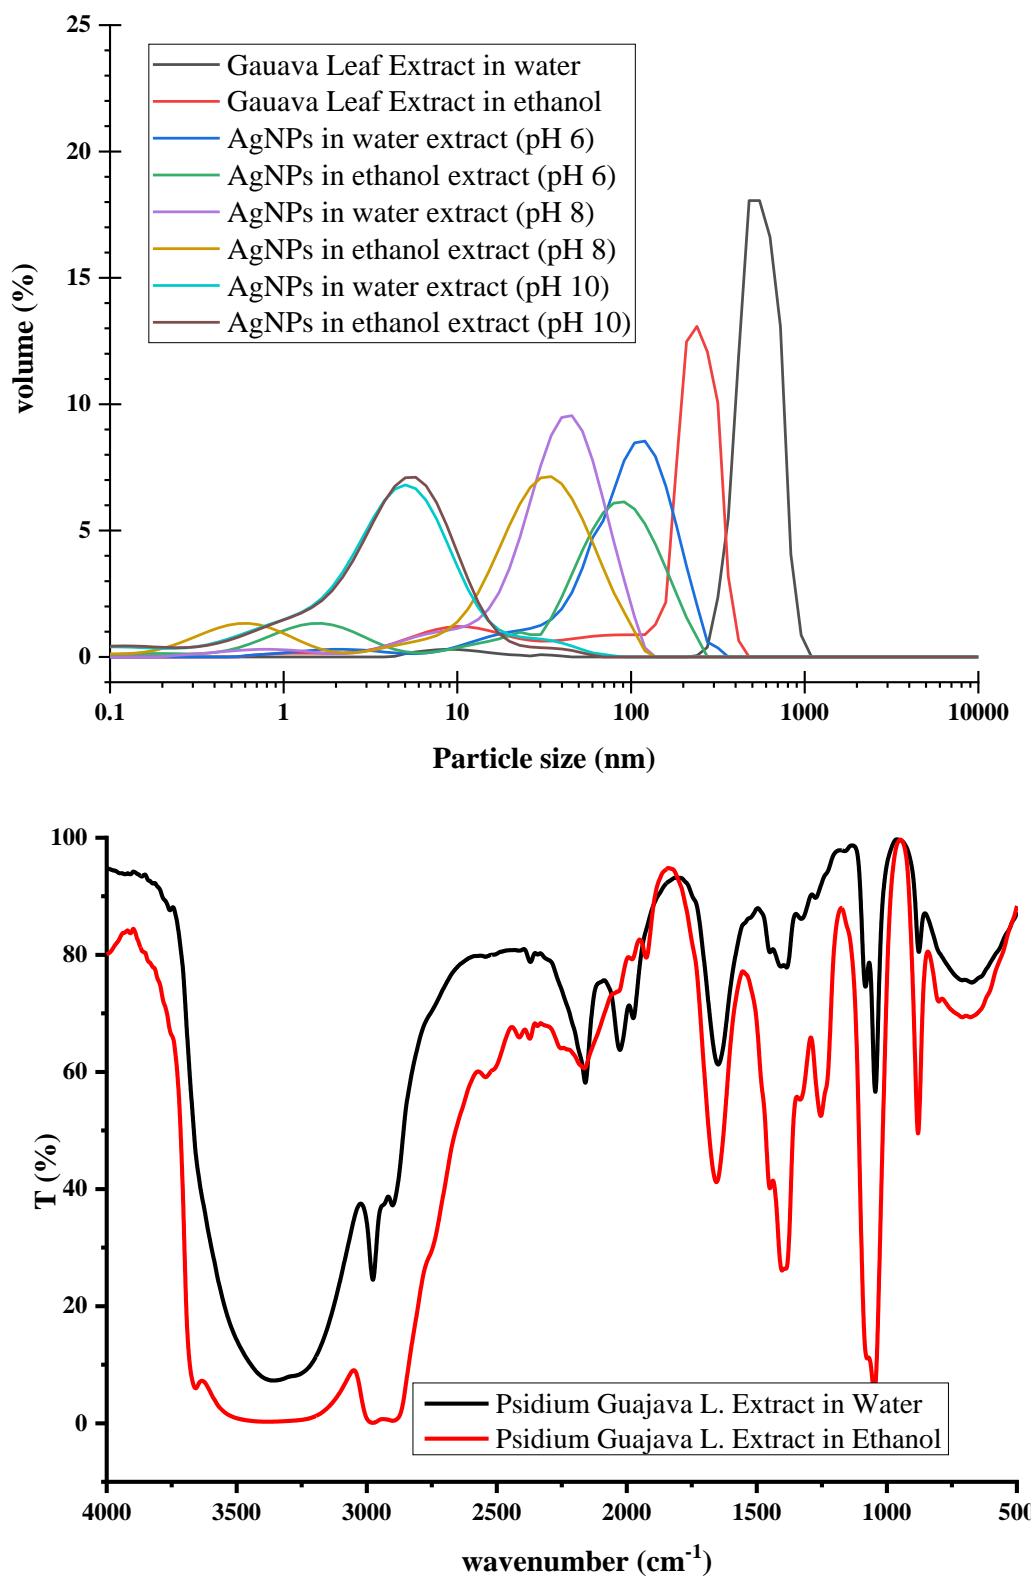 25
20
15
10
5
0
volume (%)
Gauava Leaf Extract in water
Gauava Leaf Extract in ethanol
AgNPs in water extract (pH 6)
AgNPs in ethanol extract (pH 6)
AgNPs in water extract (pH 8)
AgNPs in ethanol extract (pH 8)
AgNPs in water extract (pH 10)
AgNPs in ethanol extract (pH 10)
0.1 1 10 100 1000 10000
Particle size (nm)
100
80
60
40
20
0
T (%)
Psidium Guajava L. Extract in Water
Psidium Guajava L. Extract in Ethanol
4000 3500 3000 2500 2000 1500 1000 500
wavenumber (cm-1)